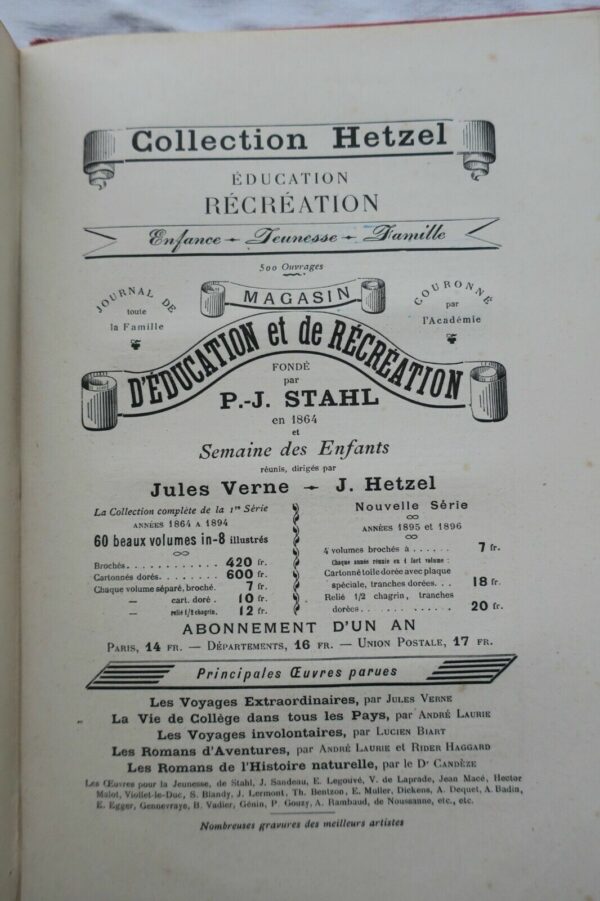 Collection Hetzel
ÉDUCATION
RÉCRÉATION
Enfance - Jeunesse - Famille
500 Ouvrages
JOURNAL DE
toute
la Famille
MAGASIN
COURONNÉ
par
l'Académie
D'ÉDUCATION et de RÉCRÉATION
FONDÉ
par
P.-J. STAHL
en 1864
et
Semaine des Enfants
réunis, dirigés par
Jules Verne - J. Hetzel
La Collection complète de la 1re Série
ANNÉES 1864 A 1894
60 beaux volumes in-8 illustrés
Brochés . . . . . . . . . . . . 420 fr.
Cartonnés dorés. . . . . . . . 600 fr.
Chaque volume séparé, broché. 7 fr.
— cart. doré . 10 fr.
— relié 1/2 chagrin. 12 fr.
Nouvelle Série
ANNÉES 1895 et 1896
4 volumes brochés à . . . . . . 7 fr.
Chaque année réunie en 1 fort volume :
Cartonné toile dorée avec plaque
spéciale, tranches dorées. . . 18 fr.
Relié 1/2 chagrin, tranches
dorées. . . . . . . . . . . . 20 fr.
ABONNEMENT D'UN AN
PARIS, 14 FR. — DÉPARTEMENTS, 16 FR. — UNION POSTALE, 17 FR.
Principales Œuvres parues
Les Voyages Extraordinaires, par JULES VERNE
La Vie de Collège dans tous les Pays, par ANDRÉ LAURIE
Les Voyages involontaires, par LUCIEN BIART
Les Romans d'Aventures, par ANDRÉ LAURIE et RIDER HAGGARD
Les Romans de l'Histoire naturelle, par le Dr CANDÈZE
Les Œuvres pour la Jeunesse, de Stahl, J. Sandeau, E. Legouvé, V. de Laprade, Jean Macé, Hector
Malot, Viollet-le-Duc, S. Blandy, J. Lermont, Th. Bentzon, E. Muller, Dickens, A. Dequet, A. Badin,
E. Egger, Gennevraye, B. Vadier, Génin, P. Gouzy, A. Rambaud, de Noussanne, etc., etc.
Nombreuses gravures des meilleurs artistes